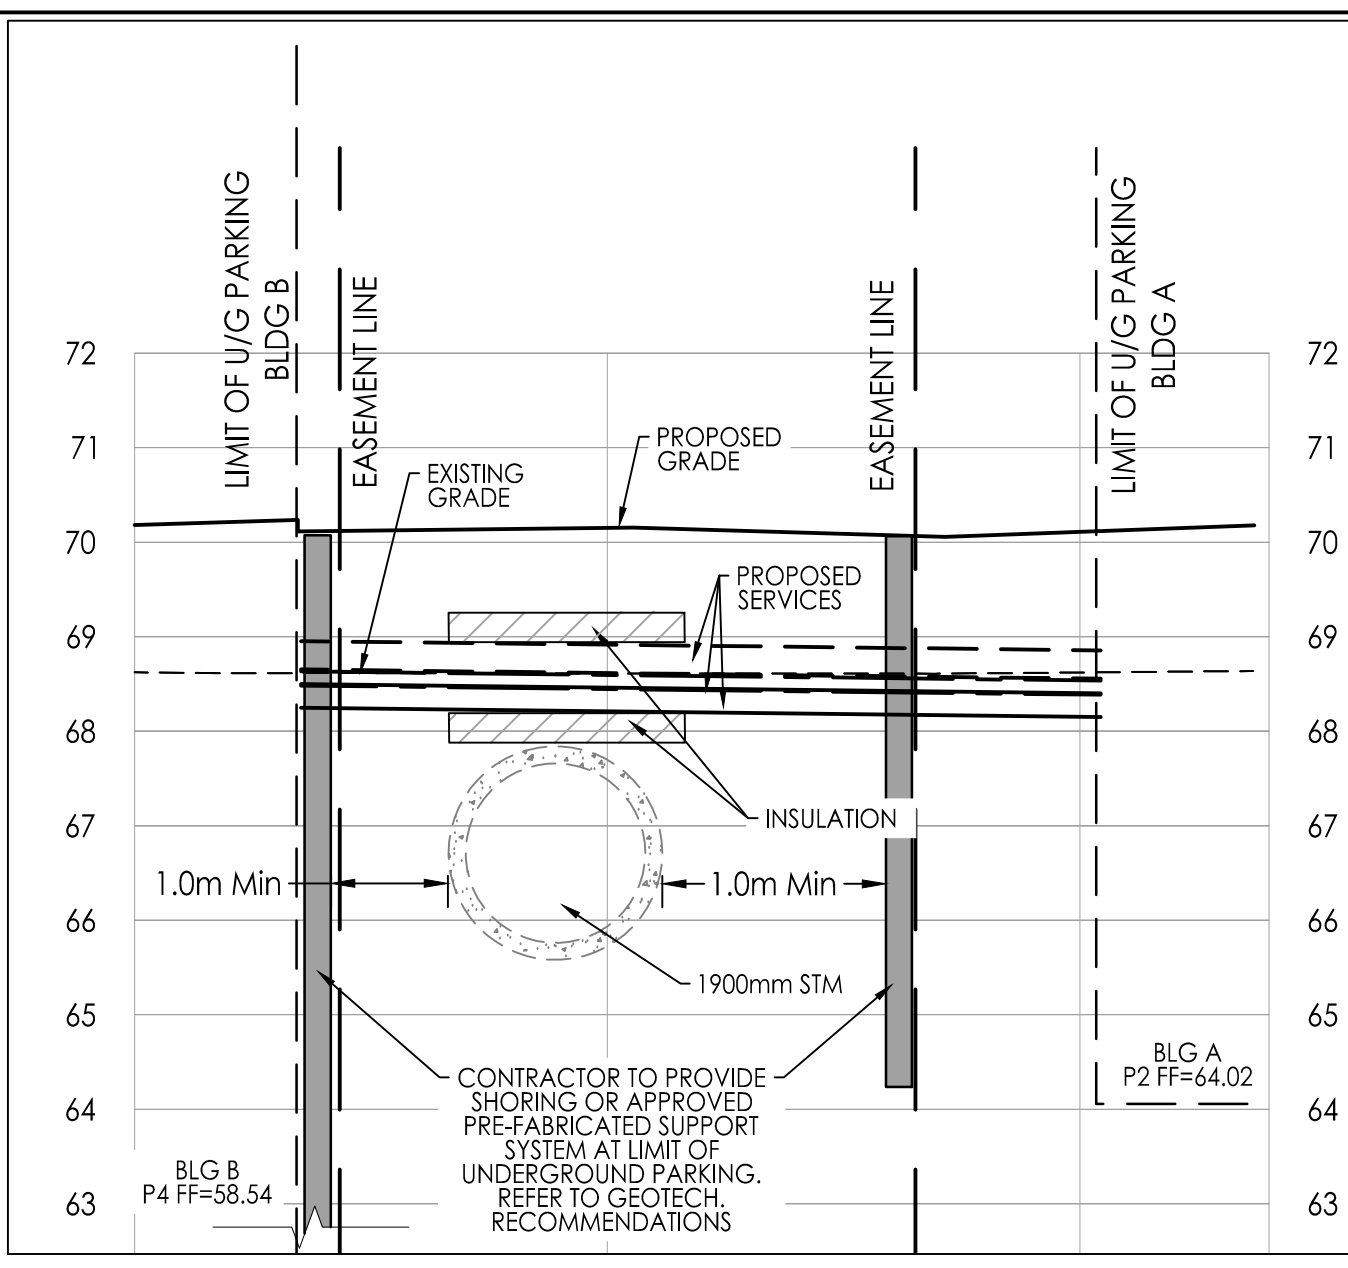 LIMIT OF U/G PARKING
BLDG B
EASEMENT LINE
EASEMENT LINE
LIMIT OF U/G PARKING
BLDG A
72
72
71
PROPOSED
GRADE
71
EXISTING
GRADE
70
70
PROPOSED
SERVICES
69
69
68
68
67
INSULATION
67
1.0m Min
1.0m Min
66
66
1900mm STM
65
65
BLG A
P2 FF=64.02
CONTRACTOR TO PROVIDE
SHORING OR APPROVED
PRE-FABRICATED SUPPORT
SYSTEM AT LIMIT OF
UNDERGROUND PARKING.
REFER TO GEOTECH.
RECOMMENDATIONS
64
64
BLG B
P4 FF=58.54
63
63